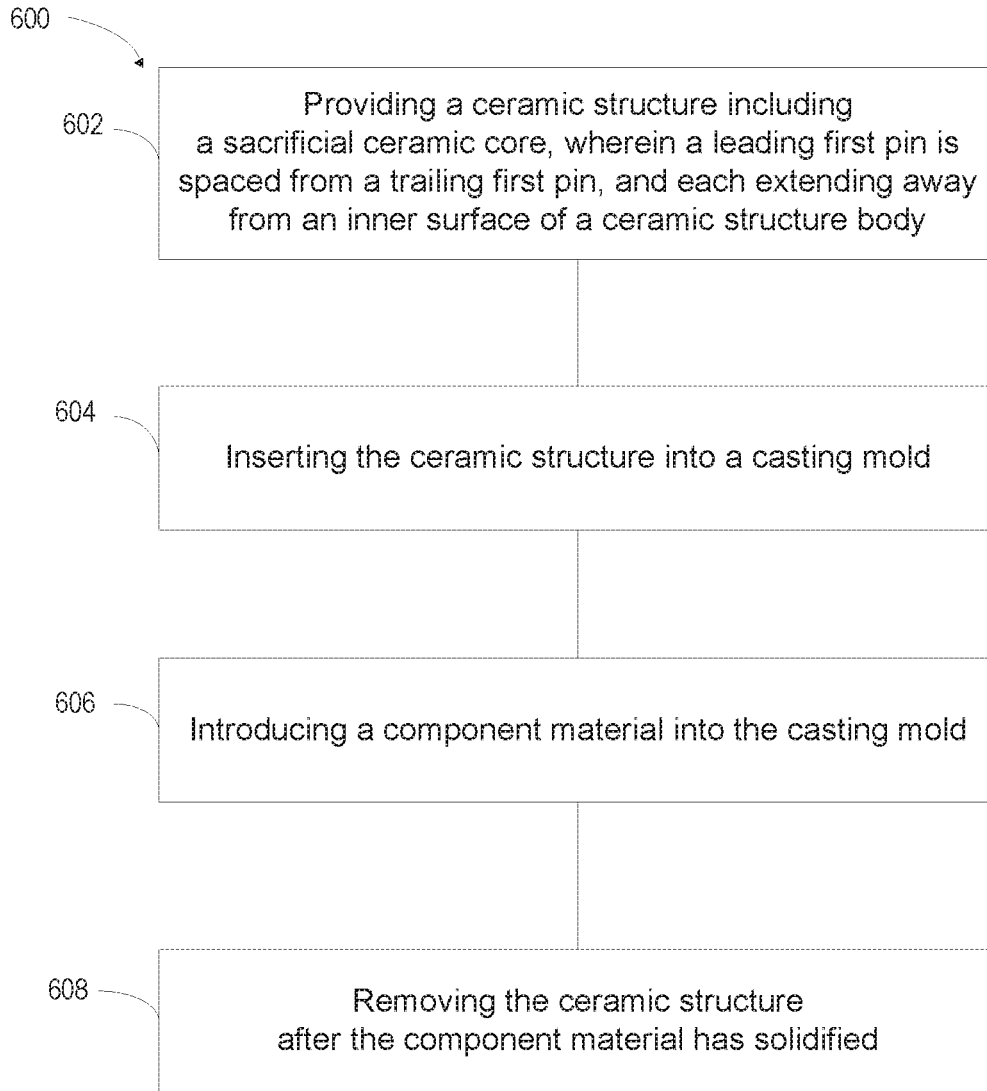 600
602
Providing a ceramic structure including
a sacrificial ceramic core, wherein a leading first pin is
spaced from a trailing first pin, and each extending away
from an inner surface of a ceramic structure body
604
Inserting the ceramic structure into a casting mold
606
Introducing a component material into the casting mold
608
Removing the ceramic structure
after the component material has solidified